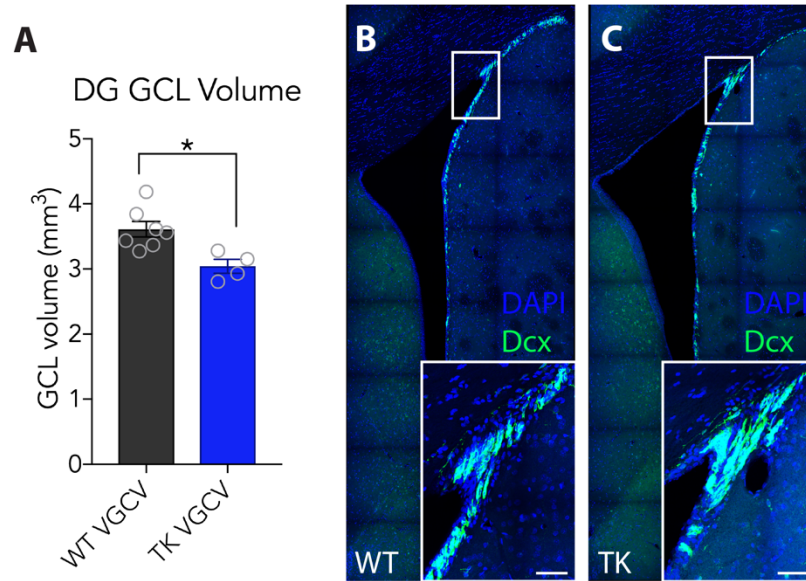 A
DG GCL Volume
GCL volume (mm³)
5
4
3
2
1
0
*
WT VGCV
TK VGCV
B
DAPI
Dcx
WT
C
DAPI
Dcx
TK